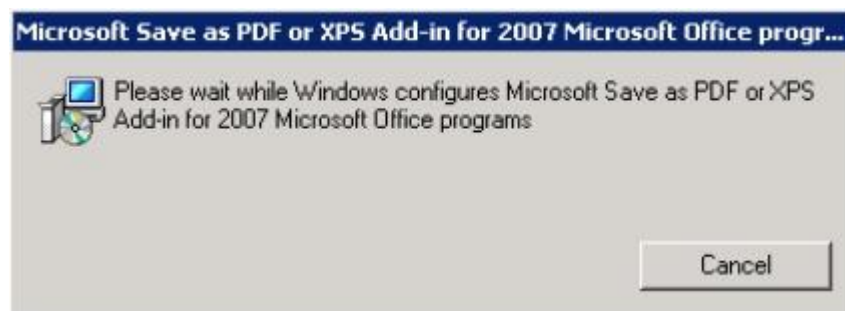 Microsoft Save as PDF or XPS Add-in for 2007 Microsoft Office progr...
Please wait while Windows configures Microsoft Save as PDF or XPS
Add-in for 2007 Microsoft Office programs
Cancel